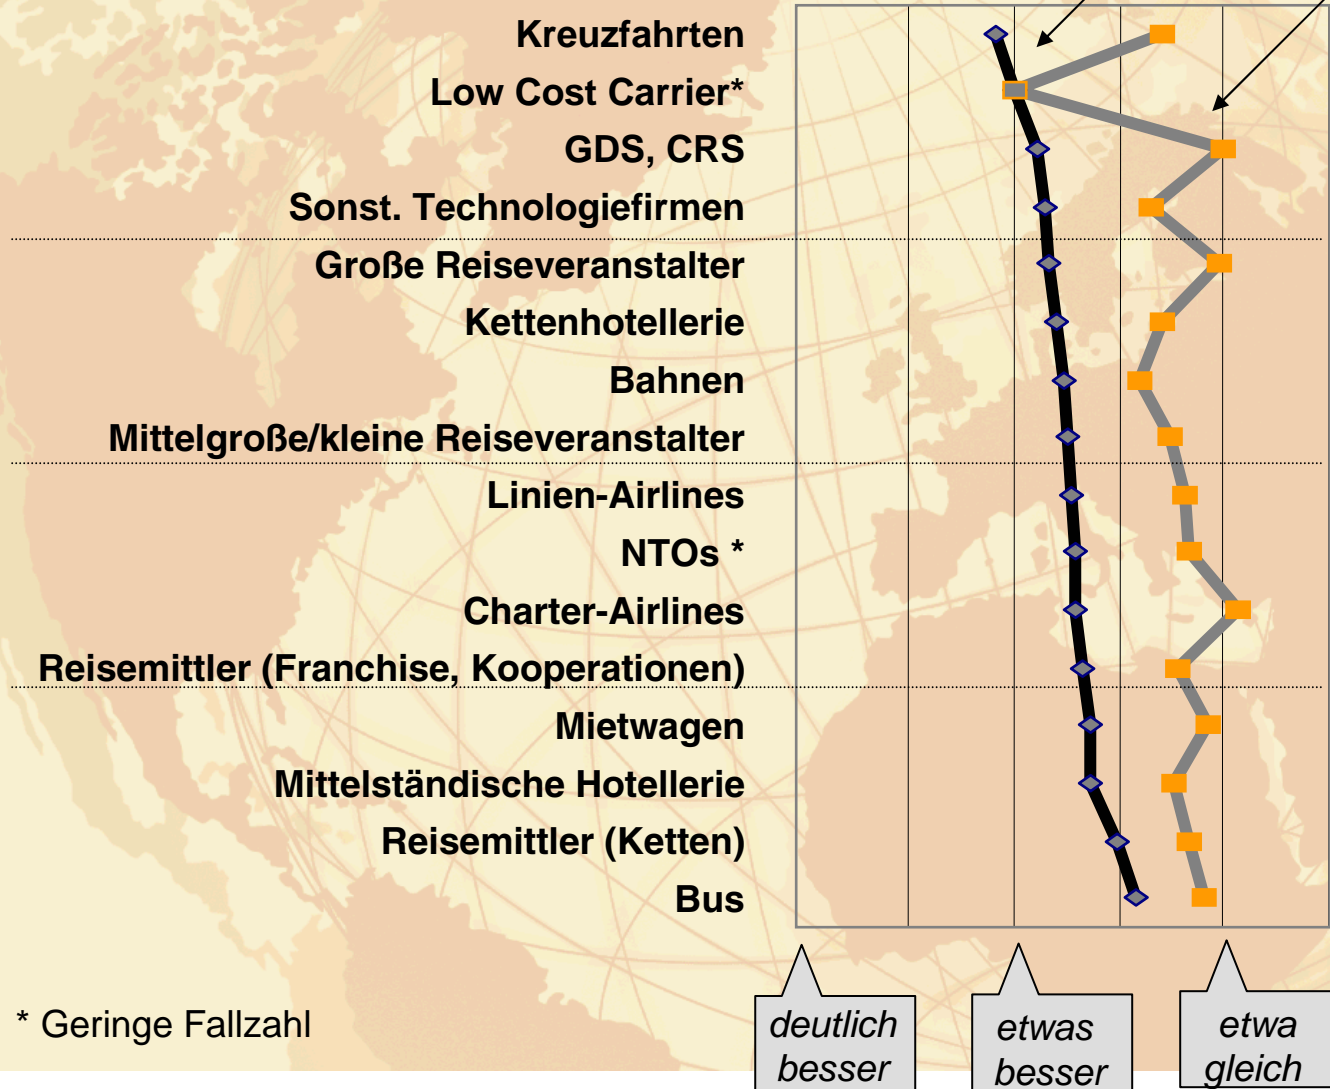 Kreuzfahrten
Low Cost Carrier*
GDS, CRS
Sonst. Technologiefirmen
Große Reiseveranstalter
Kettenhotellerie
Bahnen
Mittelgroße/kleine Reiseveranstalter
Linien-Airlines
NTOs *
Charter-Airlines
Reisemittler (Franchise, Kooperationen)
Mietwagen
Mittelständische Hotellerie
Reisemittler (Ketten)
Bus
* Geringe Fallzahl
deutlich
besser
etwas
besser
etwa
gleich